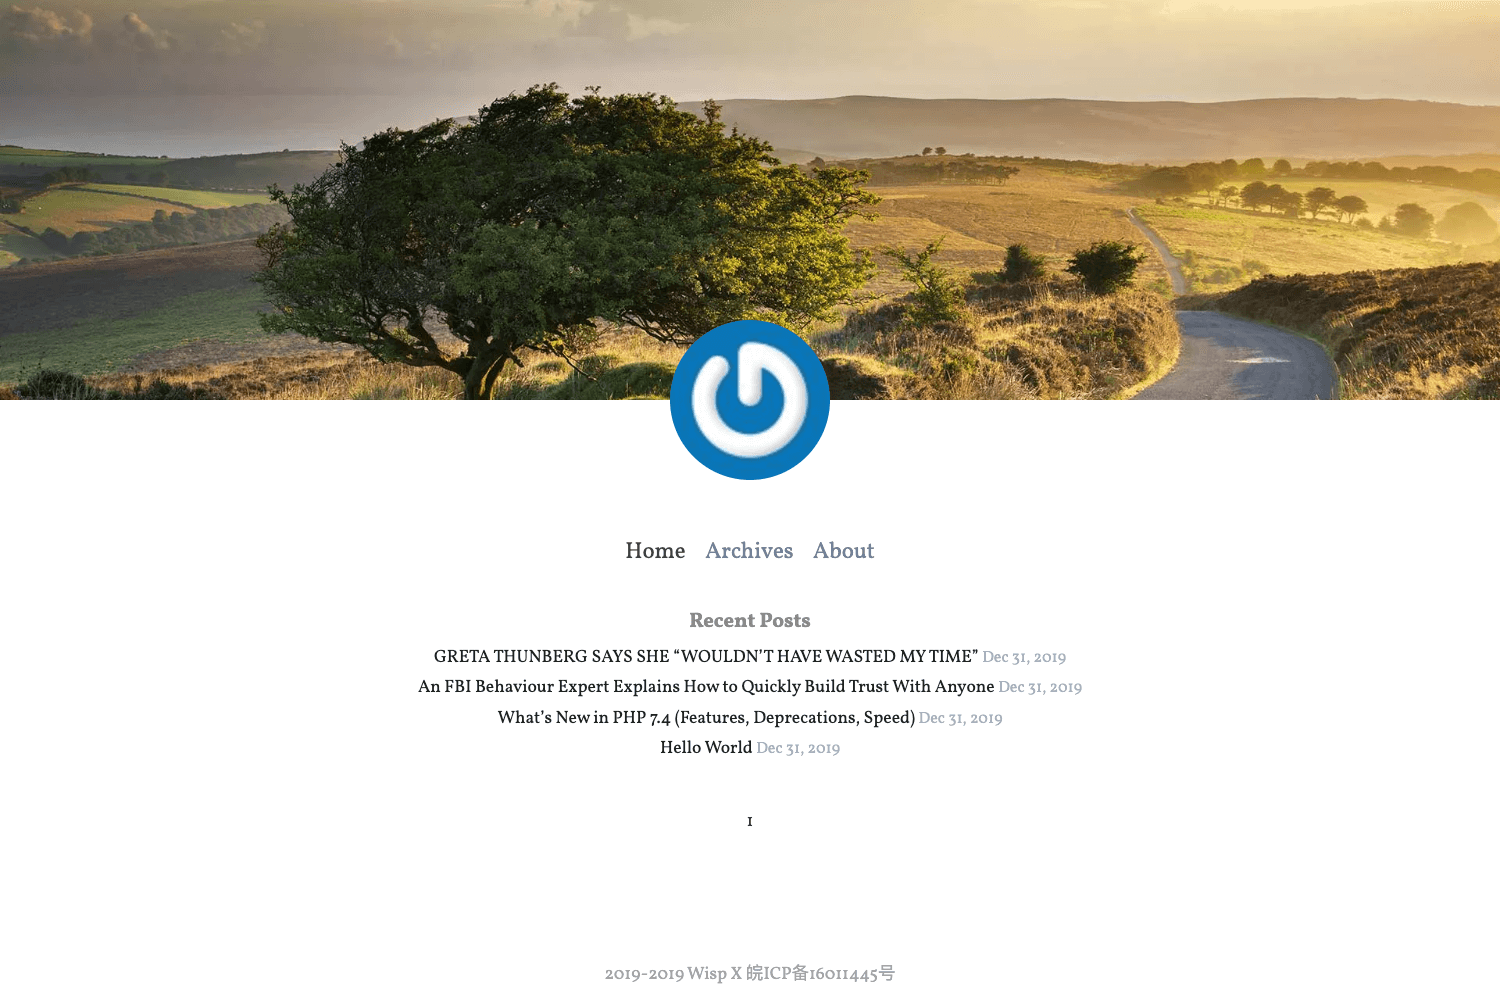 Home Archives About
Recent Posts
GRETA THUNBERG SAYS SHE “WOULDN’T HAVE WASTED MY TIME” Dec 31, 2019
An FBI Behaviour Expert Explains How to Quickly Build Trust With Anyone Dec 31, 2019
What’s New in PHP 7.4 (Features, Deprecations, Speed) Dec 31, 2019
Hello World Dec 31, 2019
1
2019-2019 Wisp X 皖ICP备16011445号